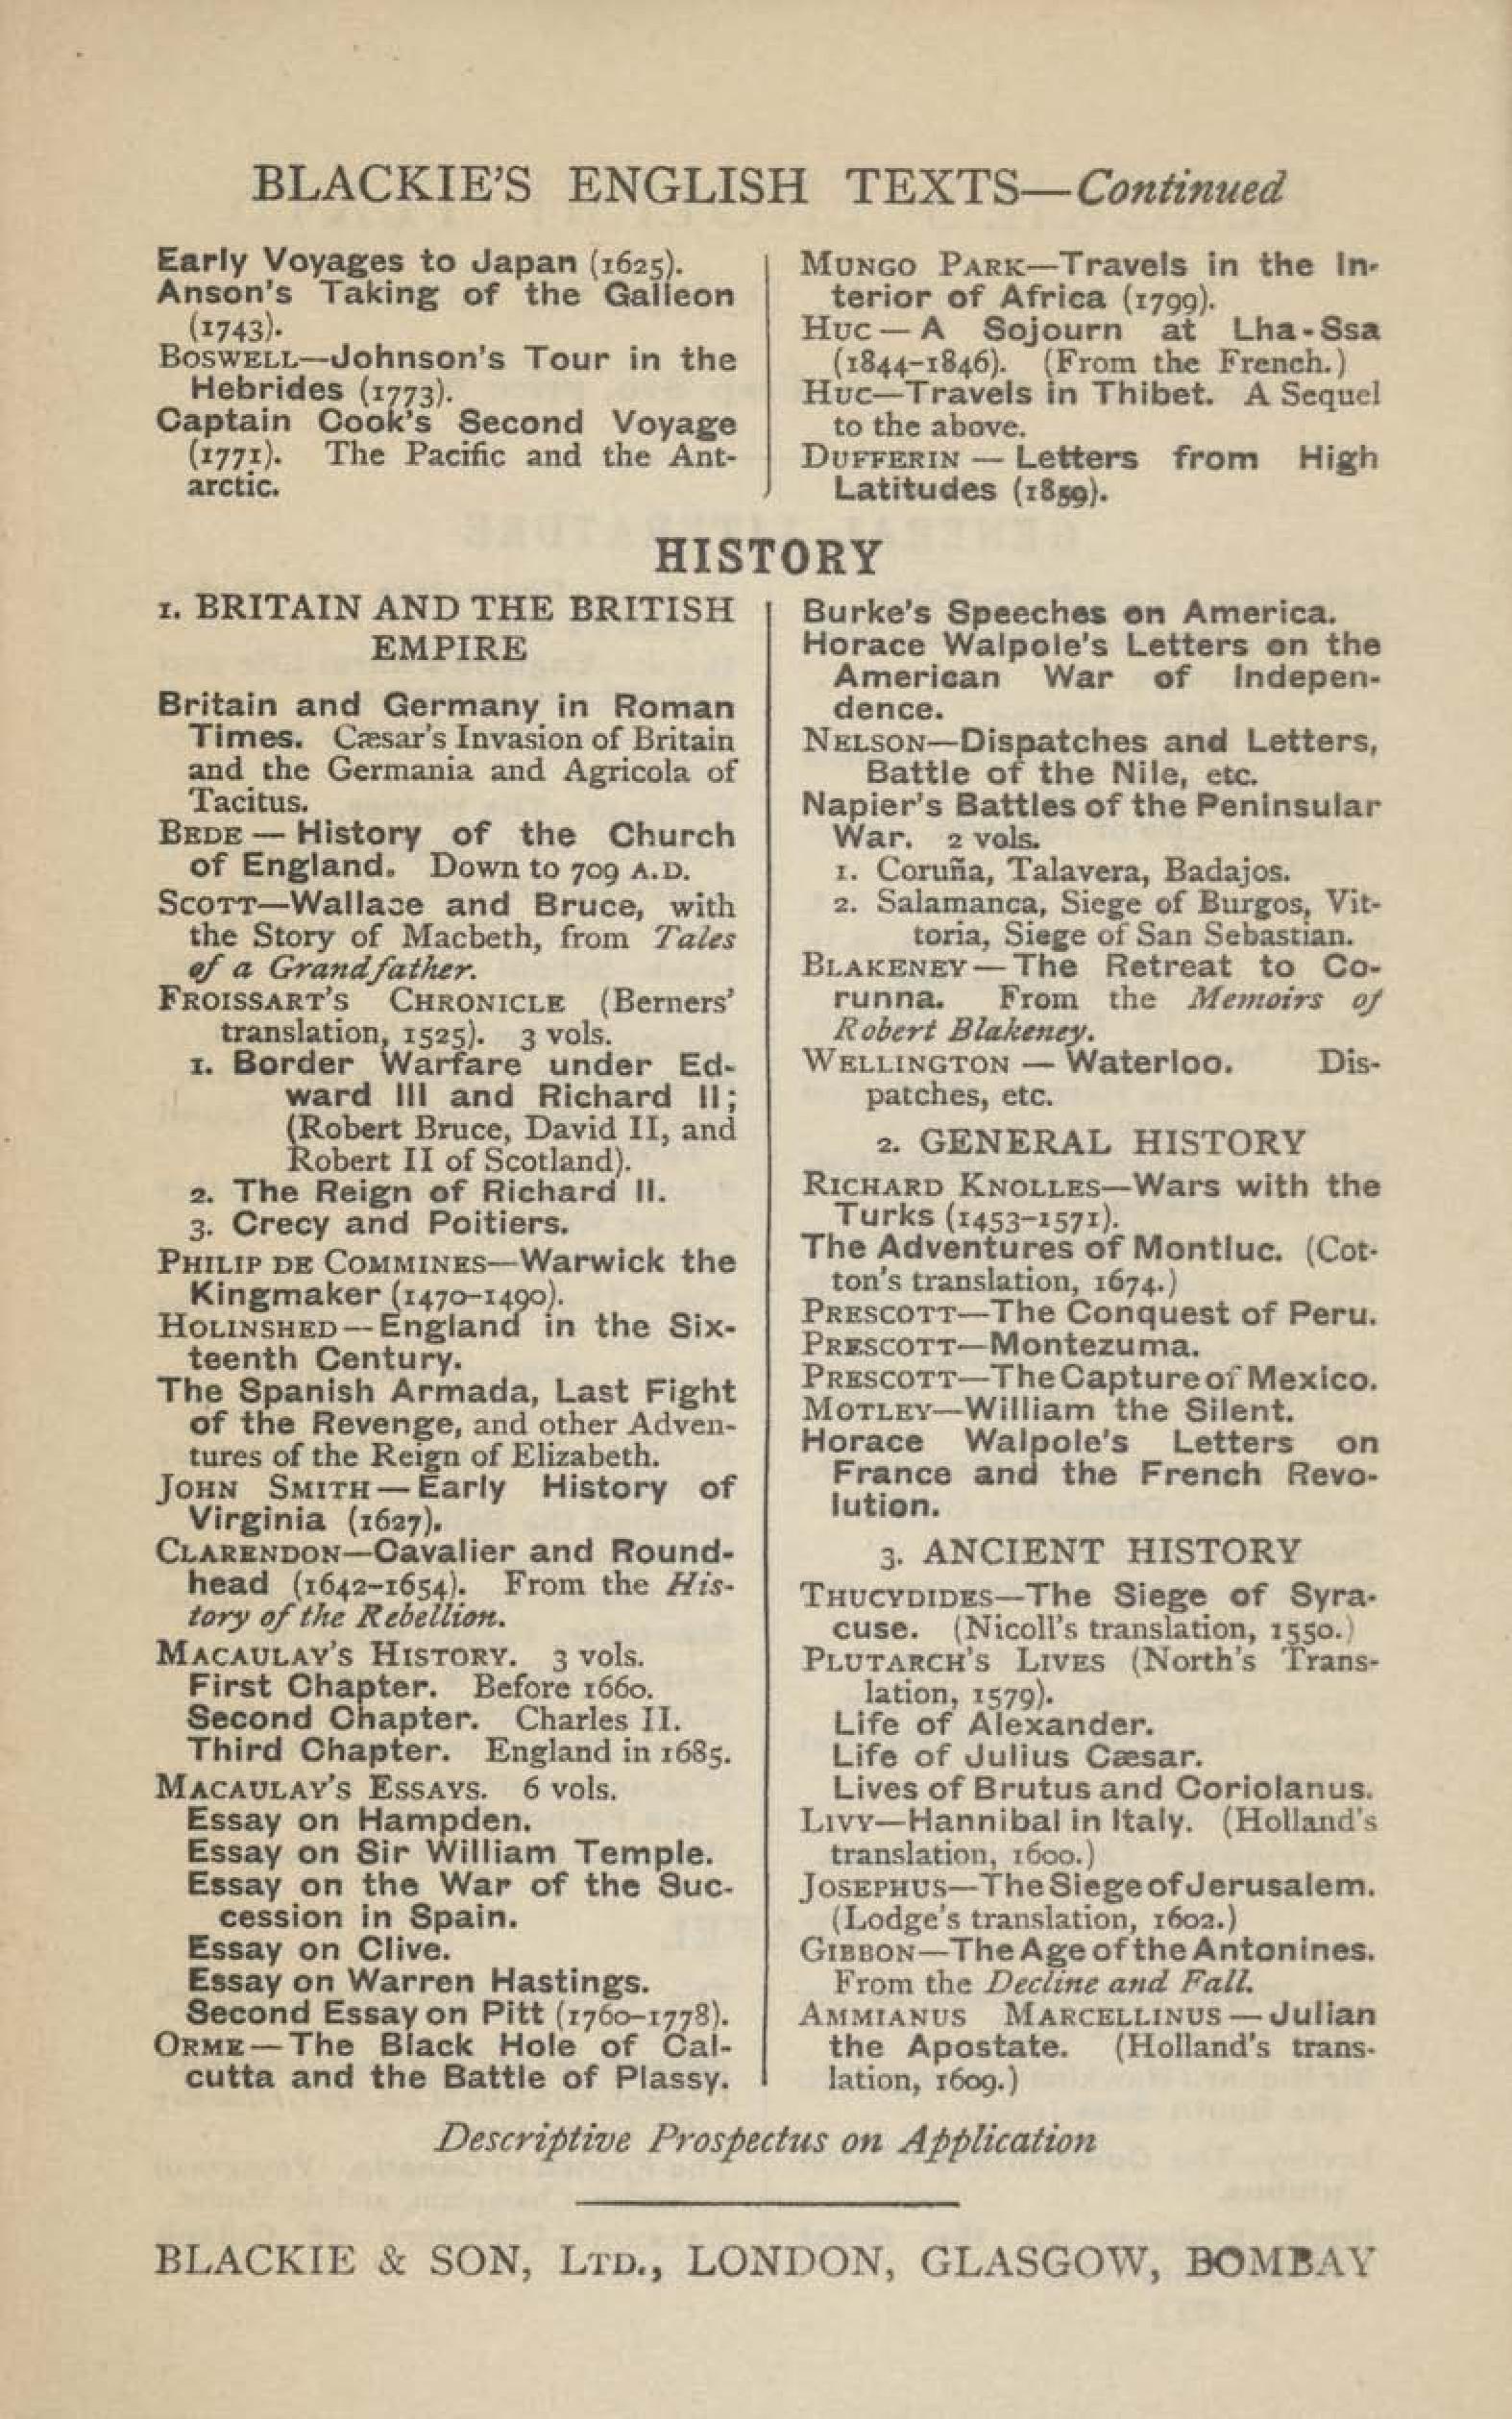 BLACKIE'S ENGLISH TEXTS—Continued
Early Voyages to Japan (1625).
Anson's Taking of the Galleon
(1743).
BOSWELL—Johnson's Tour in the
Hebrides (1773).
Captain Cook's Second Voyage
(1771). The Pacific and the Ant-
arctic.
MUNGO PARK—Travels in the In-
terior of Africa (1799).
HUC—A Sojourn at Lha-Ssa
(1844-1846). (From the French.)
HUC—Travels in Thibet. A Sequel
to the above.
DUFFERIN — Letters from High
Latitudes (1859).
HISTORY
1. BRITAIN AND THE BRITISH
EMPIRE
Britain and Germany in Roman
Times. Cæsar's Invasion of Britain
and the Germania and Agricola of
Tacitus.
BEDE — History of the Church
of England. Down to 709 A.D.
SCOTT—Wallace and Bruce, with
the Story of Macbeth, from Tales
of a Grandfather.
FROISSART'S CHRONICLE (Berners'
translation, 1525). 3 vols.
1. Border Warfare under Ed-
ward III and Richard II;
(Robert Bruce, David II, and
Robert II of Scotland).
2. The Reign of Richard II.
3. Crecy and Poitiers.
PHILIP DE COMMINES—Warwick the
Kingmaker (1470-1490).
HOLINSHED—England in the Six-
teenth Century.
The Spanish Armada, Last Fight
of the Revenge, and other Adven-
tures of the Reign of Elizabeth.
JOHN SMITH—Early History of
Virginia (1627).
CLARENDON—Cavalier and Round-
head (1642-1654). From the His-
tory of the Rebellion.
MACAULAY'S HISTORY. 3 vols.
First Chapter. Before 1660.
Second Chapter. Charles II.
Third Chapter. England in 1685.
MACAULAY'S ESSAYS. 6 vols.
Essay on Hampden.
Essay on Sir William Temple.
Essay on the War of the Suc-
cession in Spain.
Essay on Clive.
Essay on Warren Hastings.
Second Essay on Pitt (1760-1778).
ORME—The Black Hole of Cal-
cutta and the Battle of Plassy.
Burke's Speeches on America.
Horace Walpole's Letters on the
American War of Indepen-
dence.
NELSON—Dispatches and Letters,
Battle of the Nile, etc.
Napier's Battles of the Peninsular
War. 2 vols.
1. Coruña, Talavera, Badajos.
2. Salamanca, Siege of Burgos, Vit-
toria, Siege of San Sebastian.
BLAKENEY—The Retreat to Co-
runna. From the Memoirs of
Robert Blakeney.
WELLINGTON — Waterloo. Dis-
patches, etc.
2. GENERAL HISTORY
RICHARD KNOLLES—Wars with the
Turks (1453-1571).
The Adventures of Montluc. (Cot-
ton's translation, 1674.)
PRESCOTT—The Conquest of Peru.
PRESCOTT—Montezuma.
PRESCOTT—The Capture of Mexico.
MOTLEY—William the Silent.
Horace Walpole's Letters on
France and the French Revo-
lution.
3. ANCIENT HISTORY
THUCYDIDES—The Siege of Syra-
cuse. (Nicoll's translation, 1550.)
PLUTARCH'S LIVES (North's Trans-
lation, 1579).
Life of Alexander.
Life of Julius Cæsar.
Lives of Brutus and Coriolanus.
LIVY—Hannibal in Italy. (Holland's
translation, 1600.)
JOSEPHUS—The Siege of Jerusalem.
(Lodge's translation, 1602.)
GIBBON—The Age of the Antonines.
From the Decline and Fall.
AMMIANUS MARCELLINUS — Julian
the Apostate. (Holland's trans-
lation, 1609.)
Descriptive Prospectus on Application
BLACKIE & SON, LTD., LONDON, GLASGOW, BOMBAY